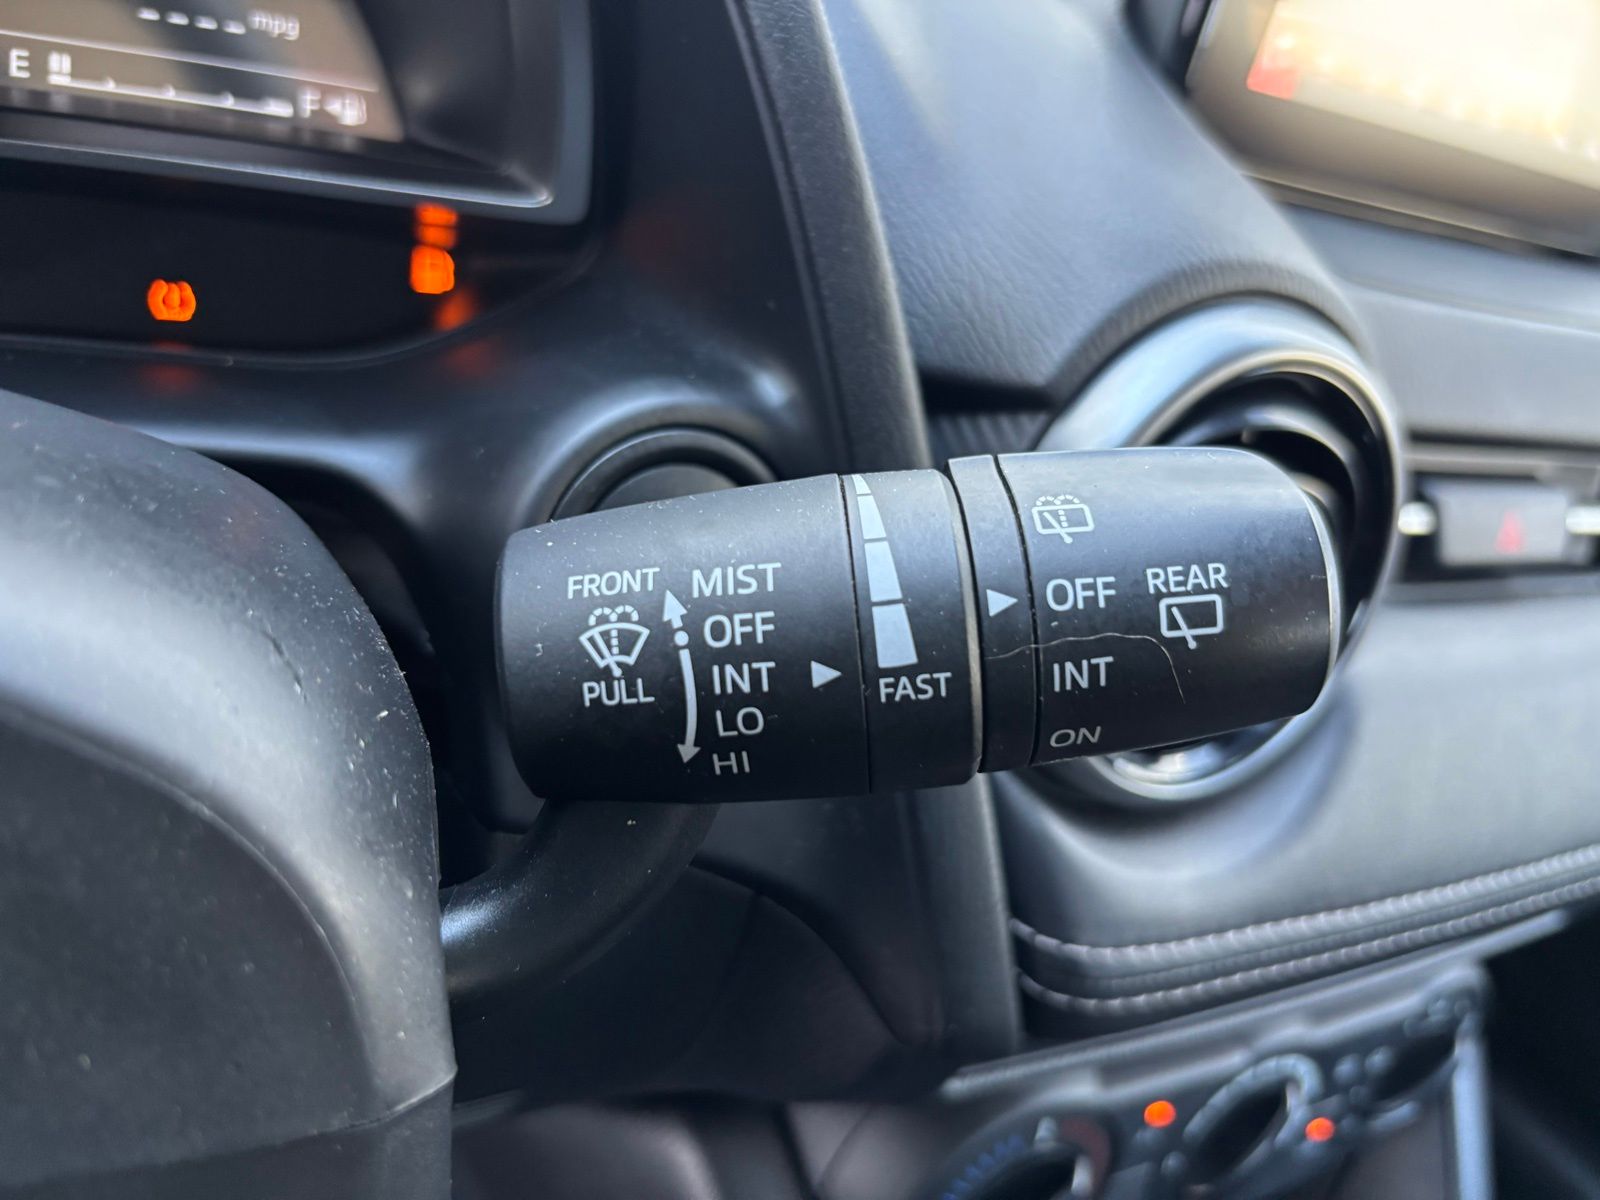 ---- mpg
E F
FRONT
PULL
MIST
OFF
INT
LO
HI
FAST
OFF
INT
ON
REAR